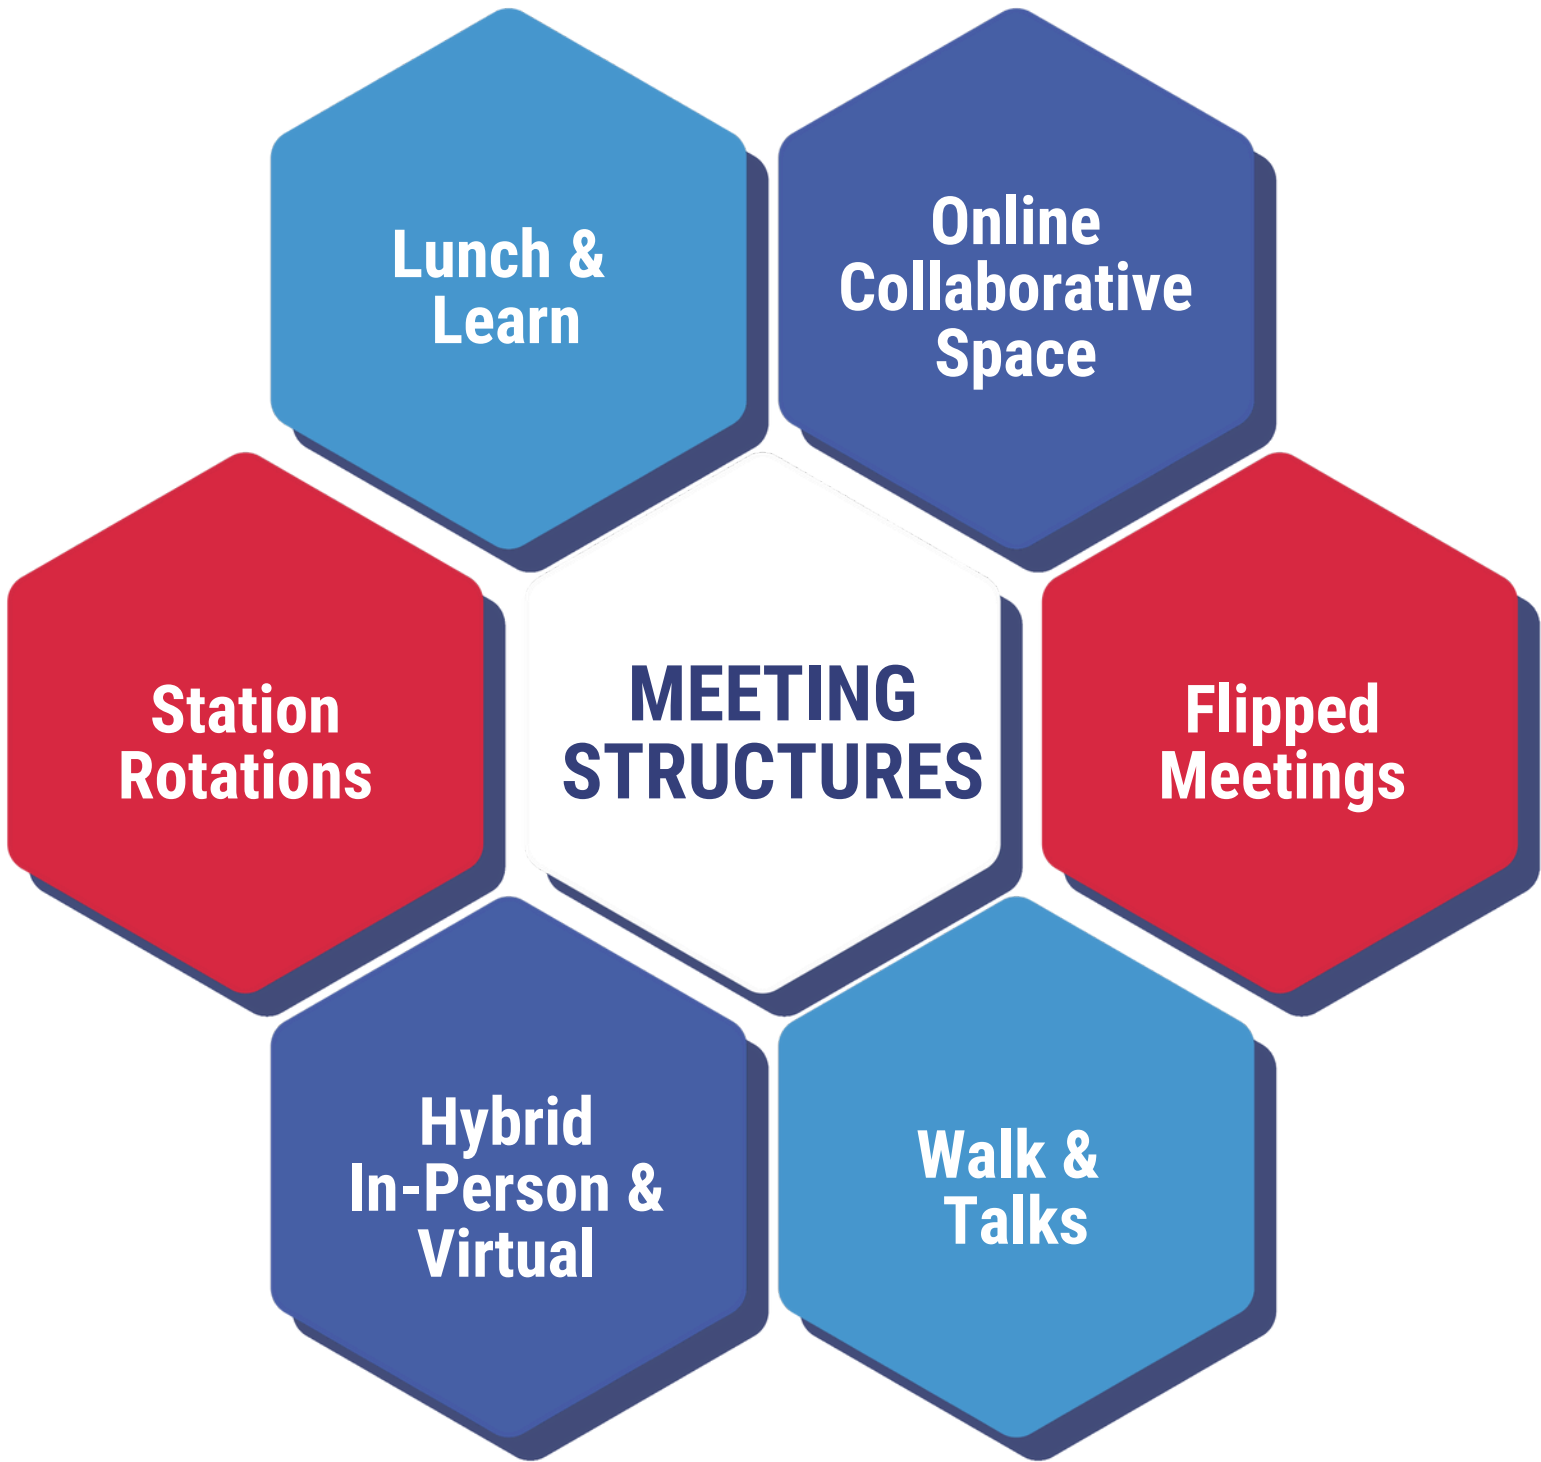 Lunch &
Learn
Online
Collaborative
Space
Station
Rotations
MEETING
STRUCTURES
Flipped
Meetings
Hybrid
In-Person &
Virtual
Walk &
Talks